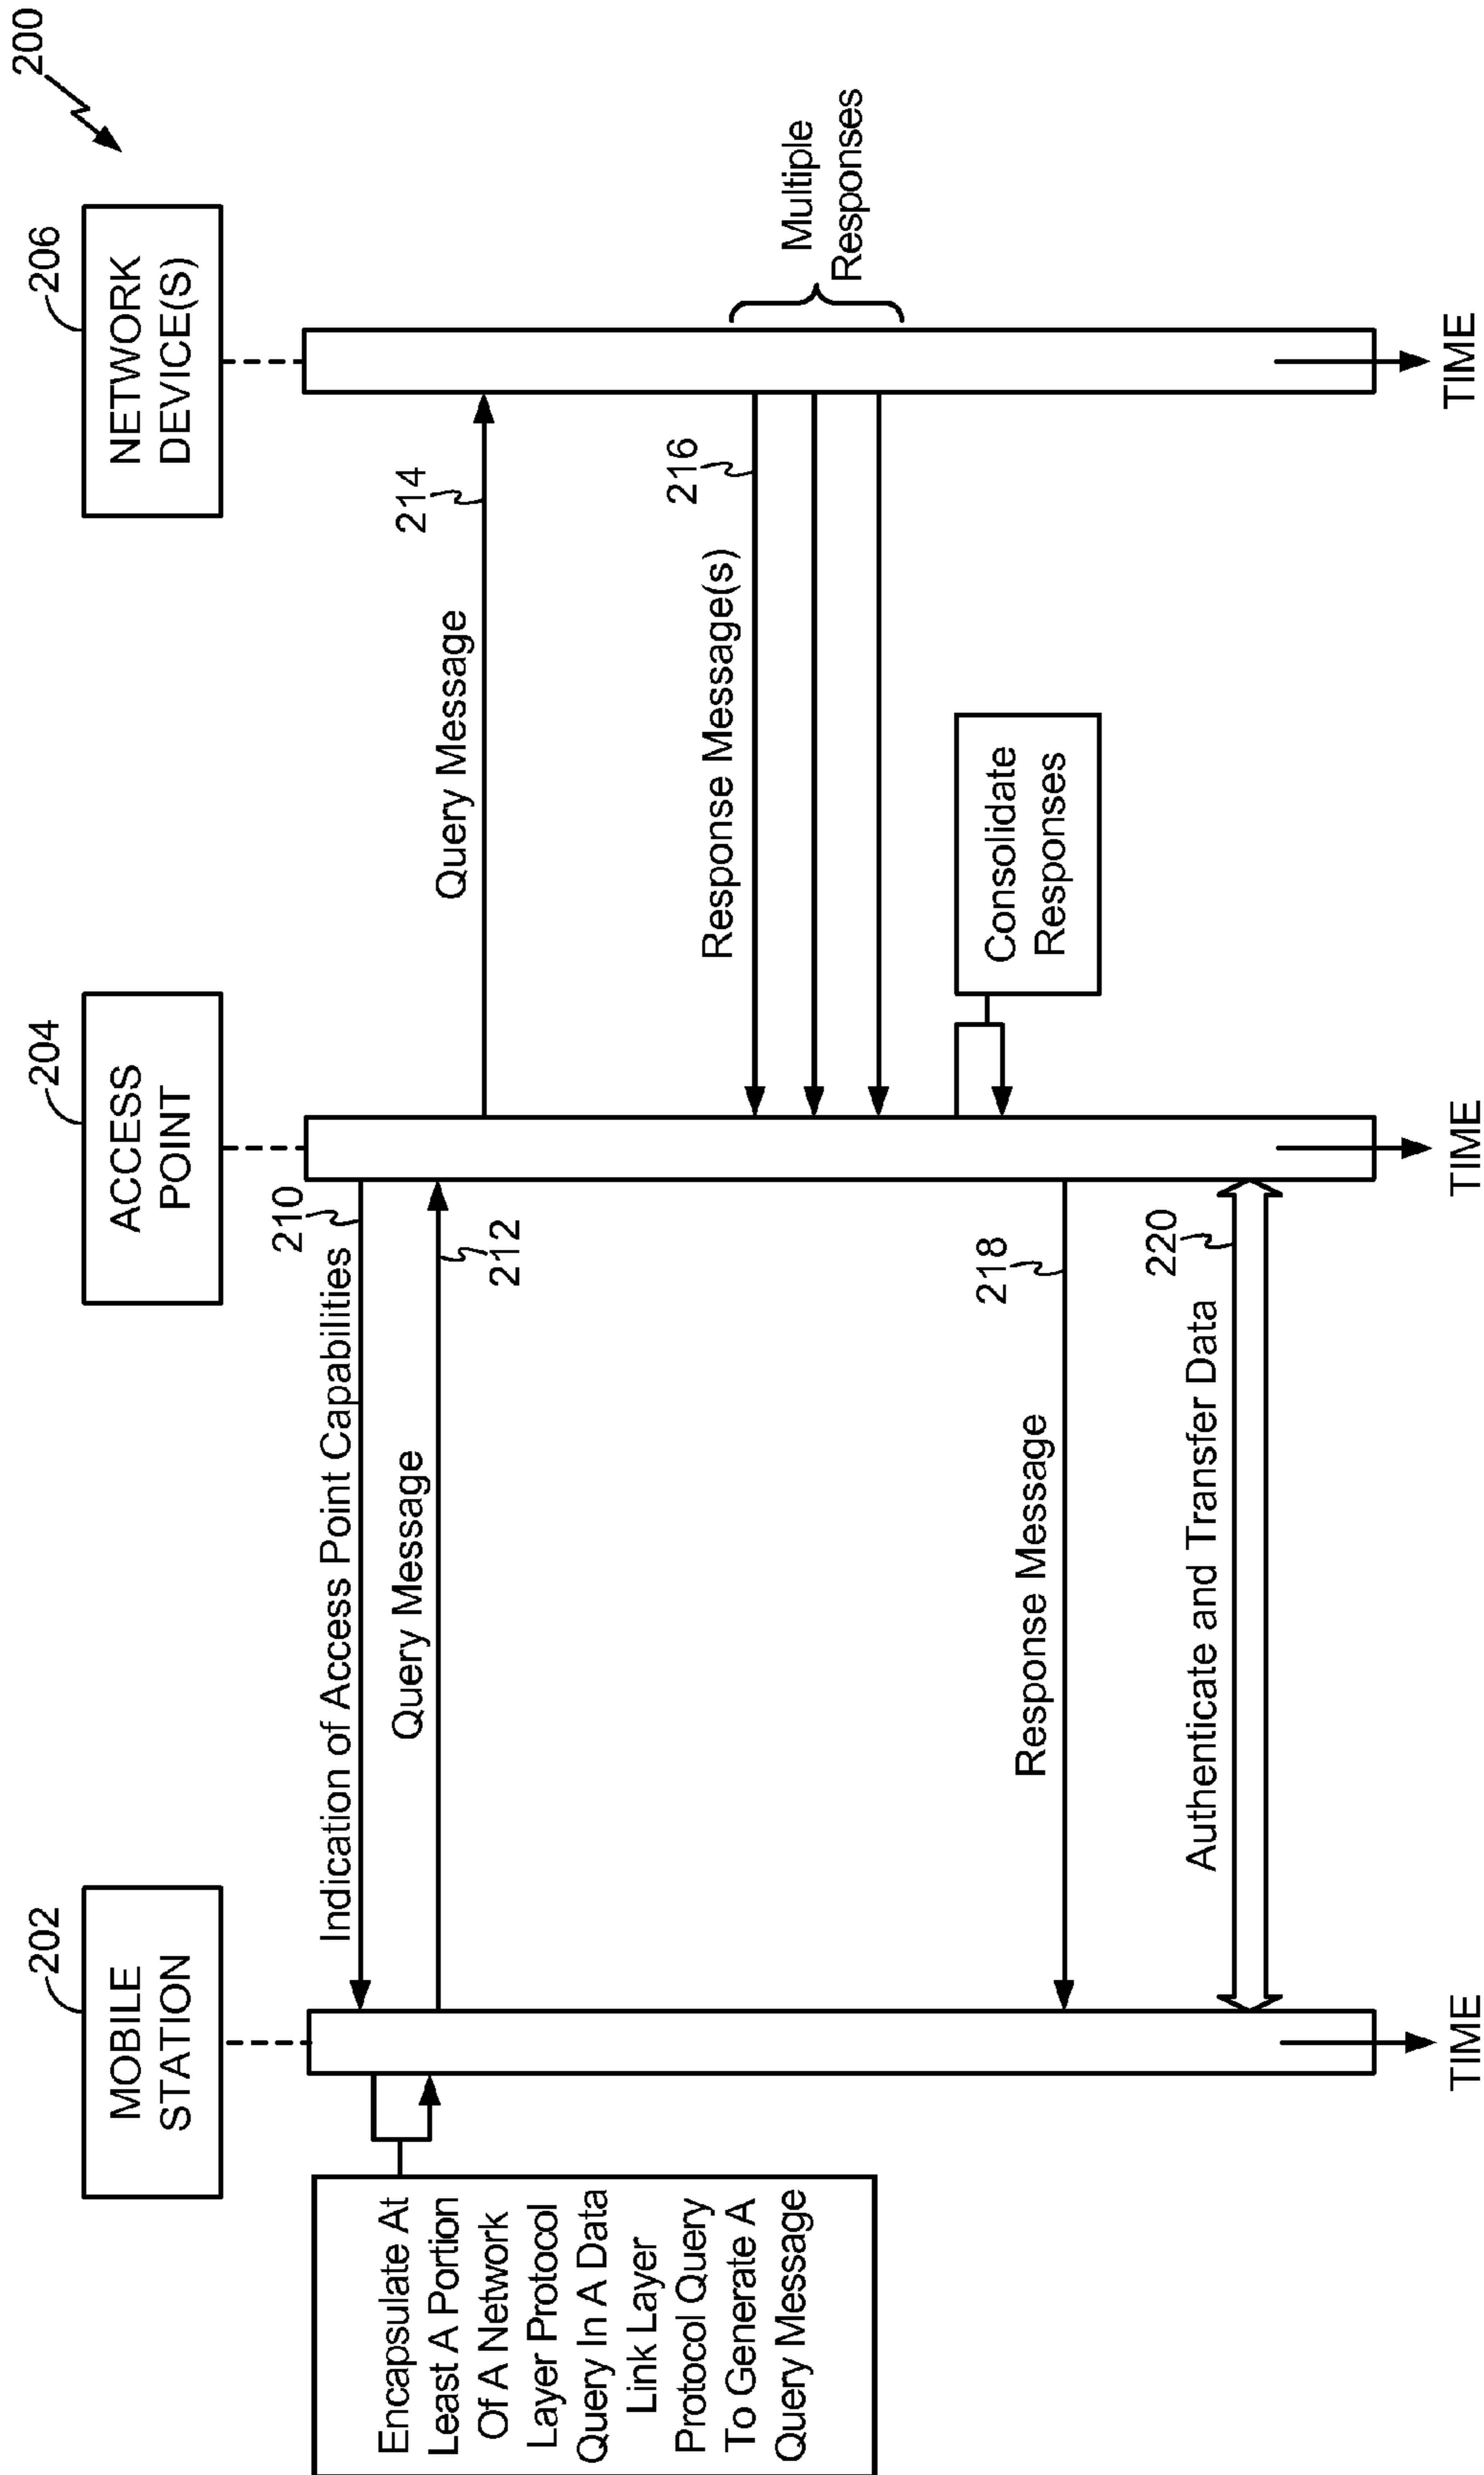 200
202
MOBILE
STATION
204
ACCESS
POINT
206
NETWORK
DEVICE(S)
Encapsulate At
Least A Portion
Of A Network
Layer Protocol
Query In A Data
Link Layer
Protocol Query
To Generate A
Query Message
Indication of Access Point Capabilities
210
Query Message
212
Query Message
214
Response Message(s)
216
Multiple
Responses
Consolidate
Responses
Response Message
218
Authenticate and Transfer Data
220
TIME
TIME
TIME